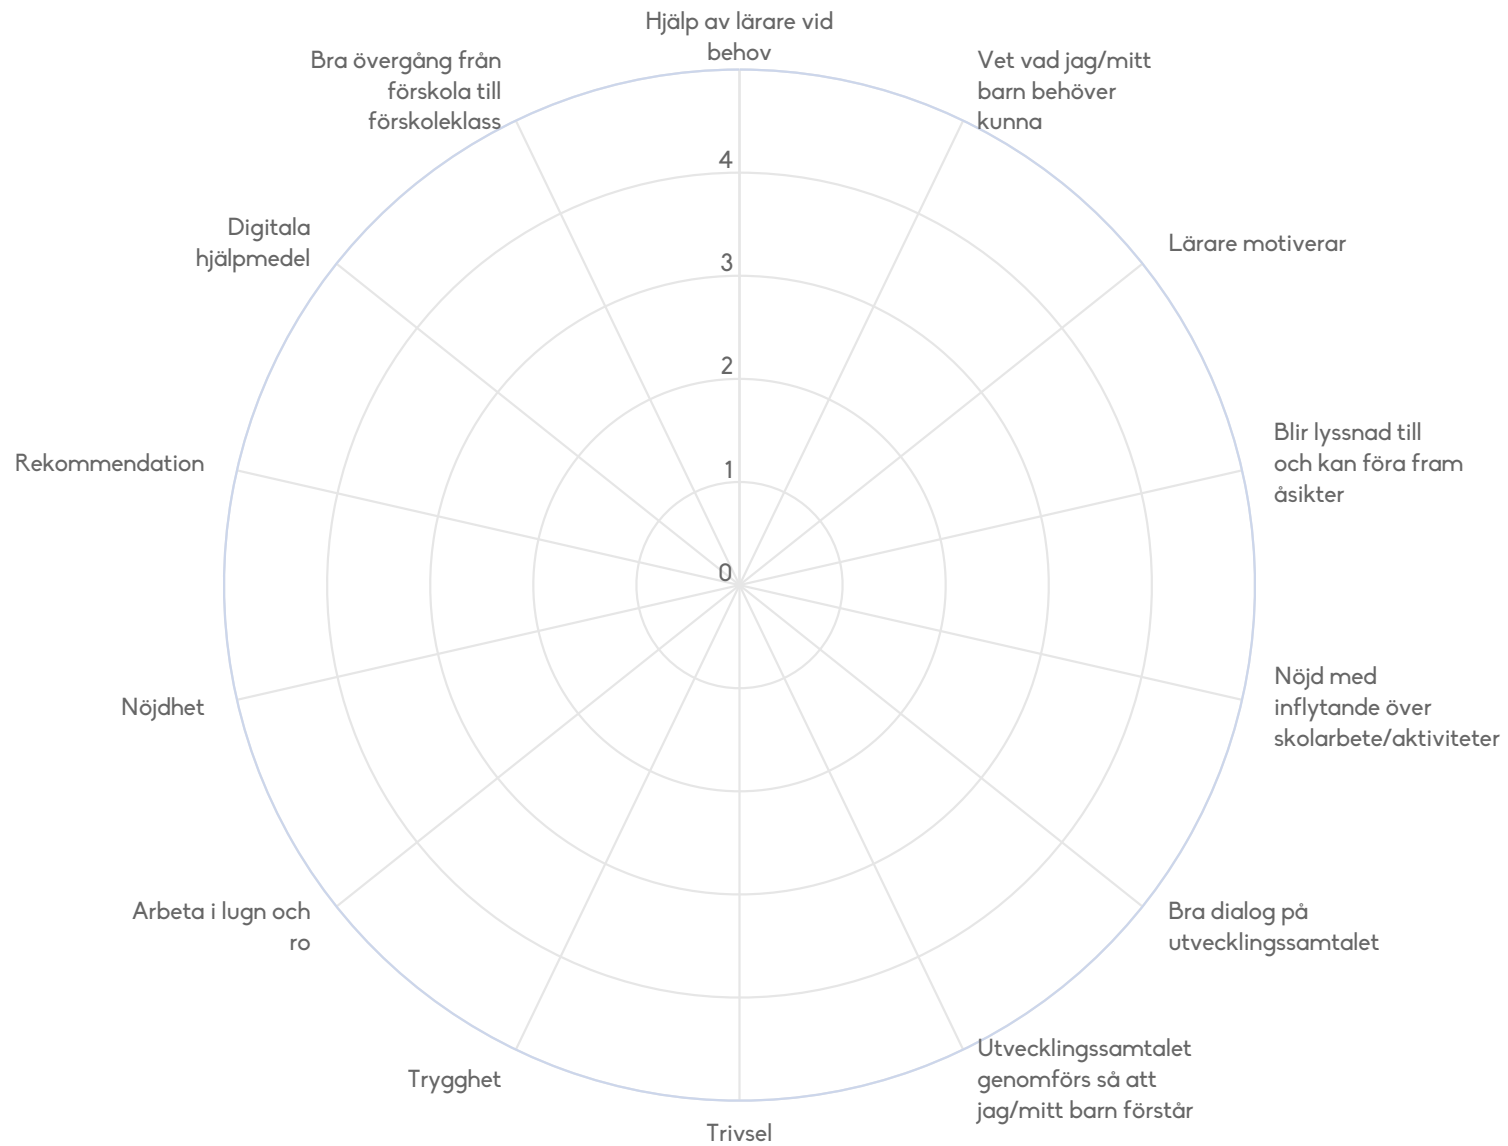 Hjälp av lärare vid
behov
Vet vad jag/mitt
barn behöver
kunna
Lärare motiverar
Blir lyssnad till
och kan föra fram
åsikter
Nöjd med
inflytande över
skolarbete/aktiviteter
Bra dialog på
utvecklingssamtalet
Utvecklingssamtalet
genomförs så att
jag/mitt barn förstår
Trivsel
Trygghet
Arbeta i lugn och
ro
Nöjdhet
Rekommendation
Digitala
hjälpmedel
Bra övergång från
förskola till
förskoleklass
4
3
2
1
0